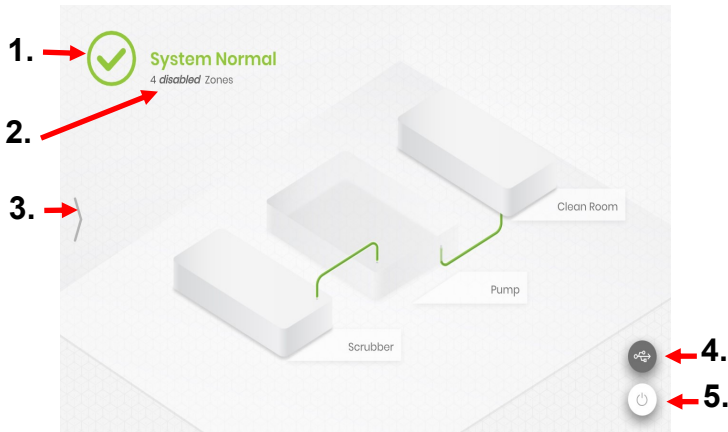 1.
System Normal
4 disabled Zones
2.
3.
Clean Room
Pump
Scrubber
4.
5.